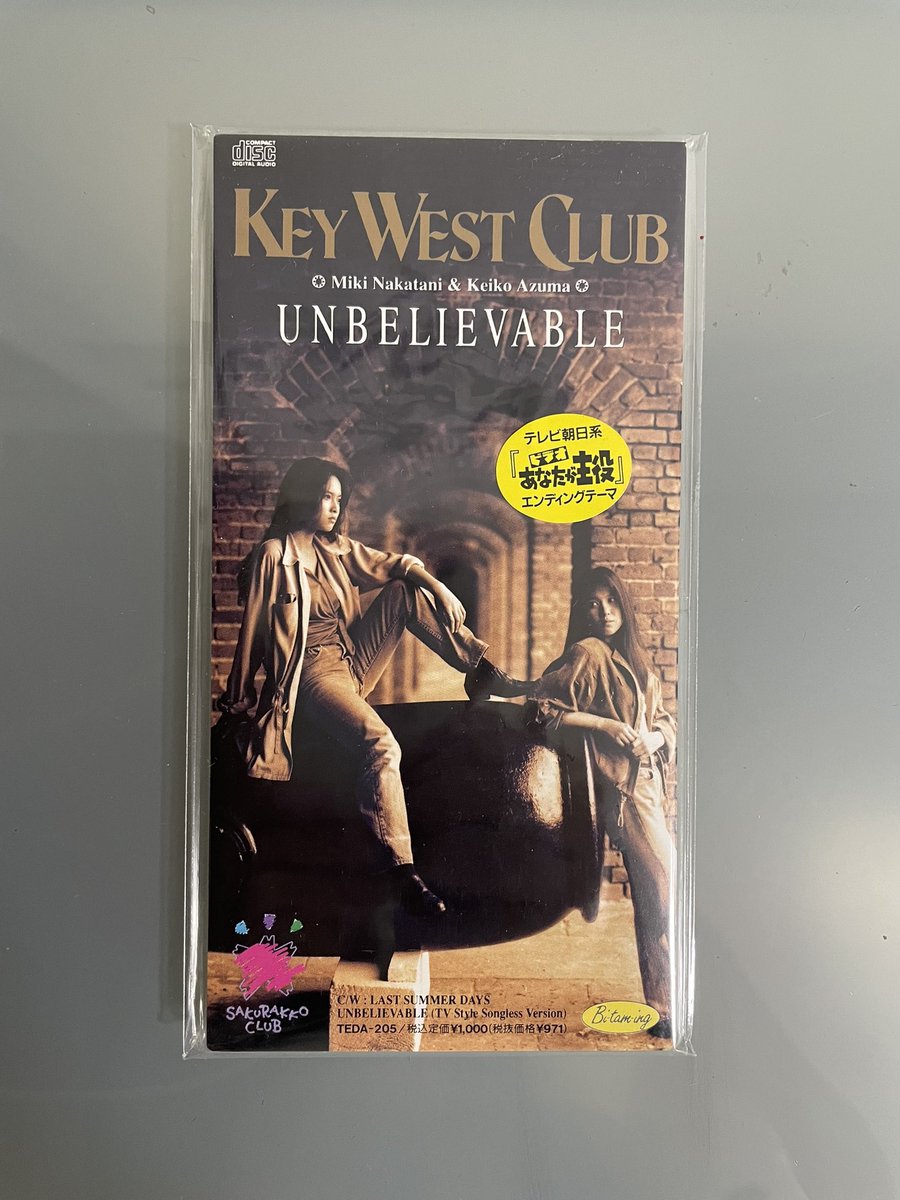 COMPACT
disc
DIGITAL AUDIO
KEY WEST CLUB
Miki Nakatani & Keiko Azuma
UNBELIEVABLE
テレビ朝日系
『ビデオ
あなたが主役』
エンディングテーマ
SAKURAKKO
CLUB
C/W : LAST SUMMER DAYS
UNBELIEVABLE (TV Style Songless Version)
TEDA-205/税込定価¥1,000(税抜価格¥971)
Bi-tam-ing